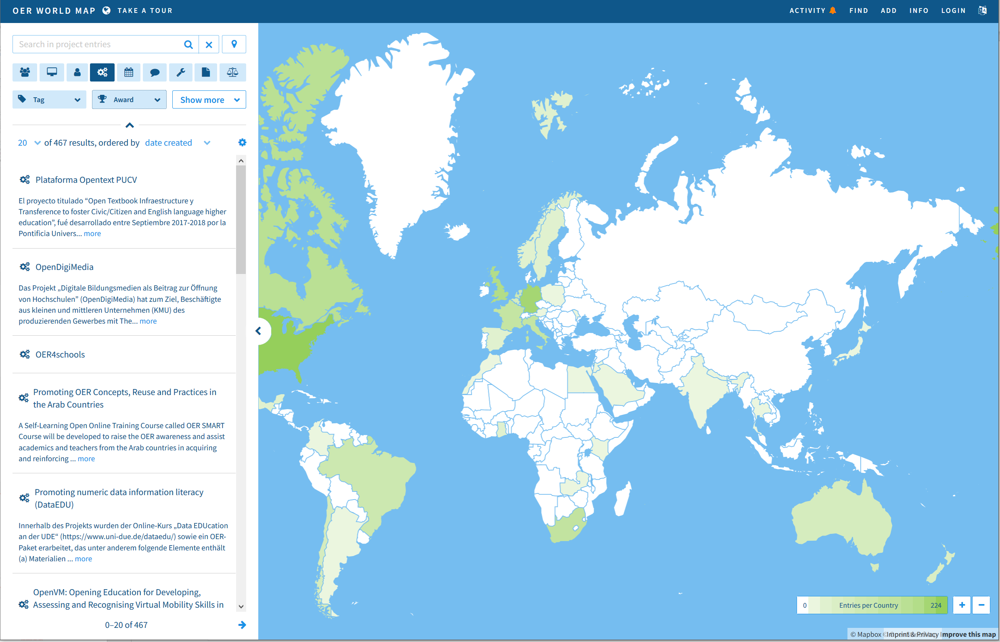 OER WORLD MAP TAKE A TOUR
ACTIVITY FIND ADD INFO LOGIN
Search in project entries
Tag Award Show more
20 of 467 results, ordered by date created
Plataforma Opentext PUCV
El proyecto titulado “Open Textbook Infraestructure y
Transference to foster Civic/Citizen and English language higher
education”, fué desarrollado entre Septiembre 2017-2018 por la
Pontificia Univers... more
OpenDigiMedia
Das Projekt „Digitale Bildungsmedien als Beitrag zur Öffnung
von Hochschulen” (OpenDigiMedia) hat zum Ziel, Beschäftigte
aus kleinen und mittleren Unternehmen (KMU) des
produzierenden Gewerbes mit The... more
OER4schools
Promoting OER Concepts, Reuse and Practices in
the Arab Countries
A Self-Learning Open Online Training Course called OER SMART
Course will be developed to raise the OER awareness and assist
academics and teachers from the Arab countries in acquiring
and reinforcing ... more
Promoting numeric data information literacy
(DataEDU)
Innerhalb des Projekts wurden der Online-Kurs „Data EDUcation
an der UDE“ (https://www.uni-due.de/dataedu/) sowie ein OER-
Paket erarbeitet, das unter anderem folgende Elemente enthält
(a) Materialien ... more
OpenVM: Opening Education for Developing,
Assessing and Recognising Virtual Mobility Skills in
0–20 of 467
0 Entries per Country 224
+ −
© Mapbox © Imprint & Privacy Improve this map